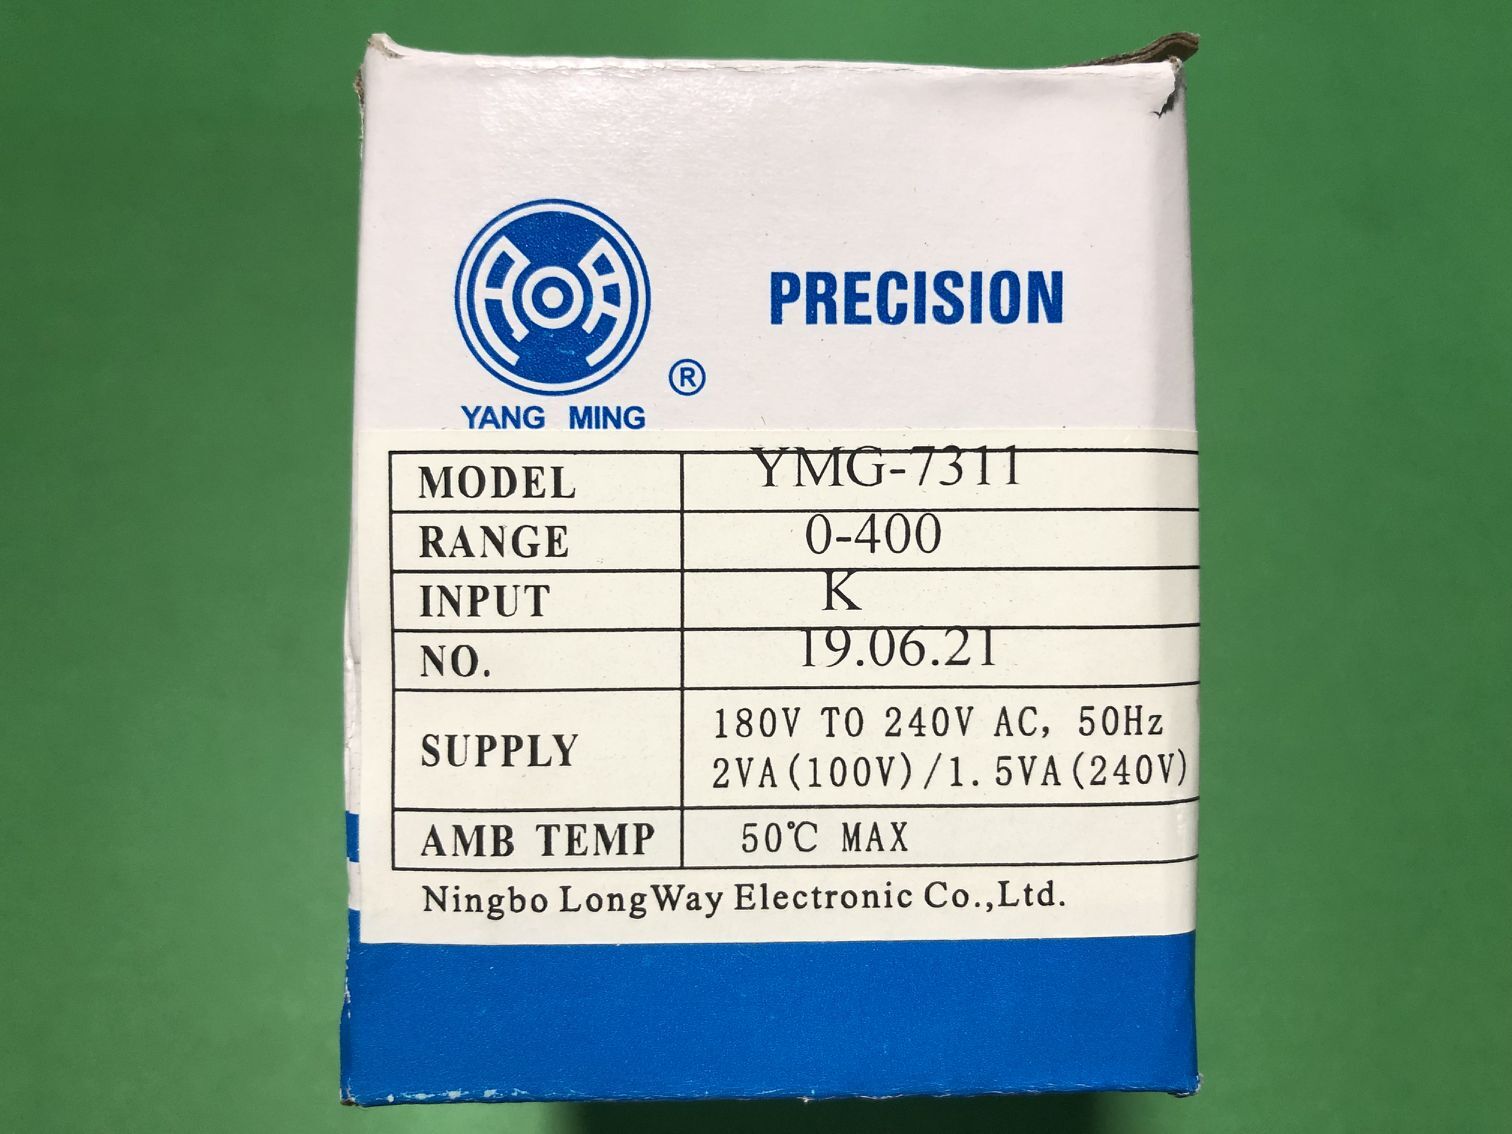 PRECISION
®
YANG MING
MODEL YMG-7311
RANGE 0-400
INPUT K
NO. 19.06.21
SUPPLY 180V TO 240V AC, 50Hz
2VA(100V)/1.5VA(240V)
AMB TEMP 50℃ MAX
Ningbo LongWay Electronic Co.,Ltd.